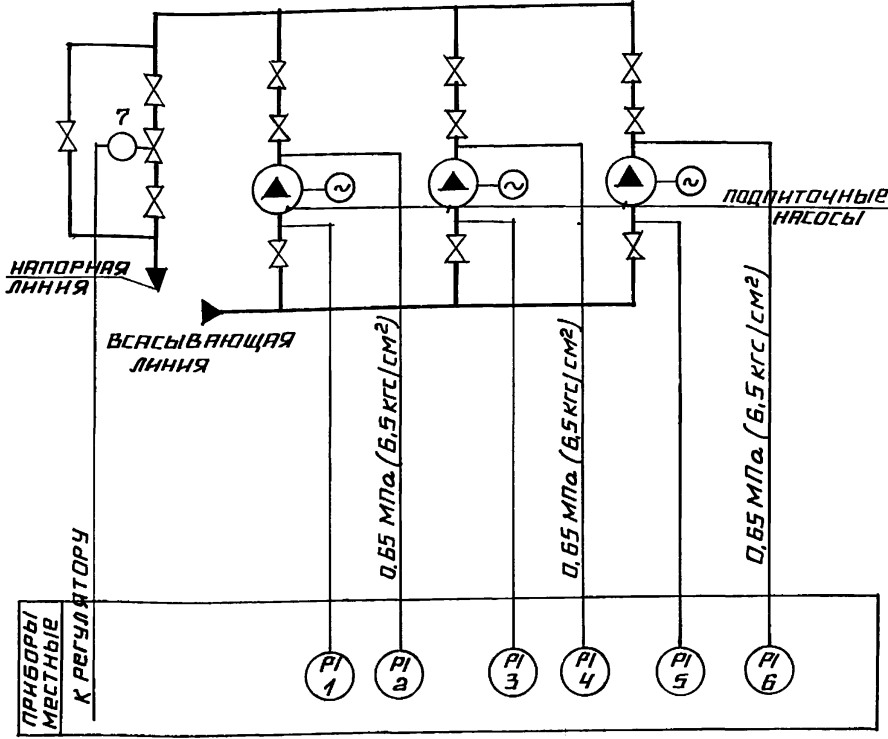 7
ПОДПИТОЧНЫЕ
НАСОСЫ
НАПОРНАЯ
ЛИНИЯ
ВСАСЫВАЮЩАЯ
ЛИНИЯ
0,65 МПа (6,5 кгс/см²)
0,65 МПа (6,5 кгс/см²)
0,65 МПа (6,5 кгс/см²)
К РЕГУЛЯТОРУ
ПРИБОРЫ
МЕСТНЫЕ
PI
1
PI
2
PI
3
PI
4
PI
5
PI
6